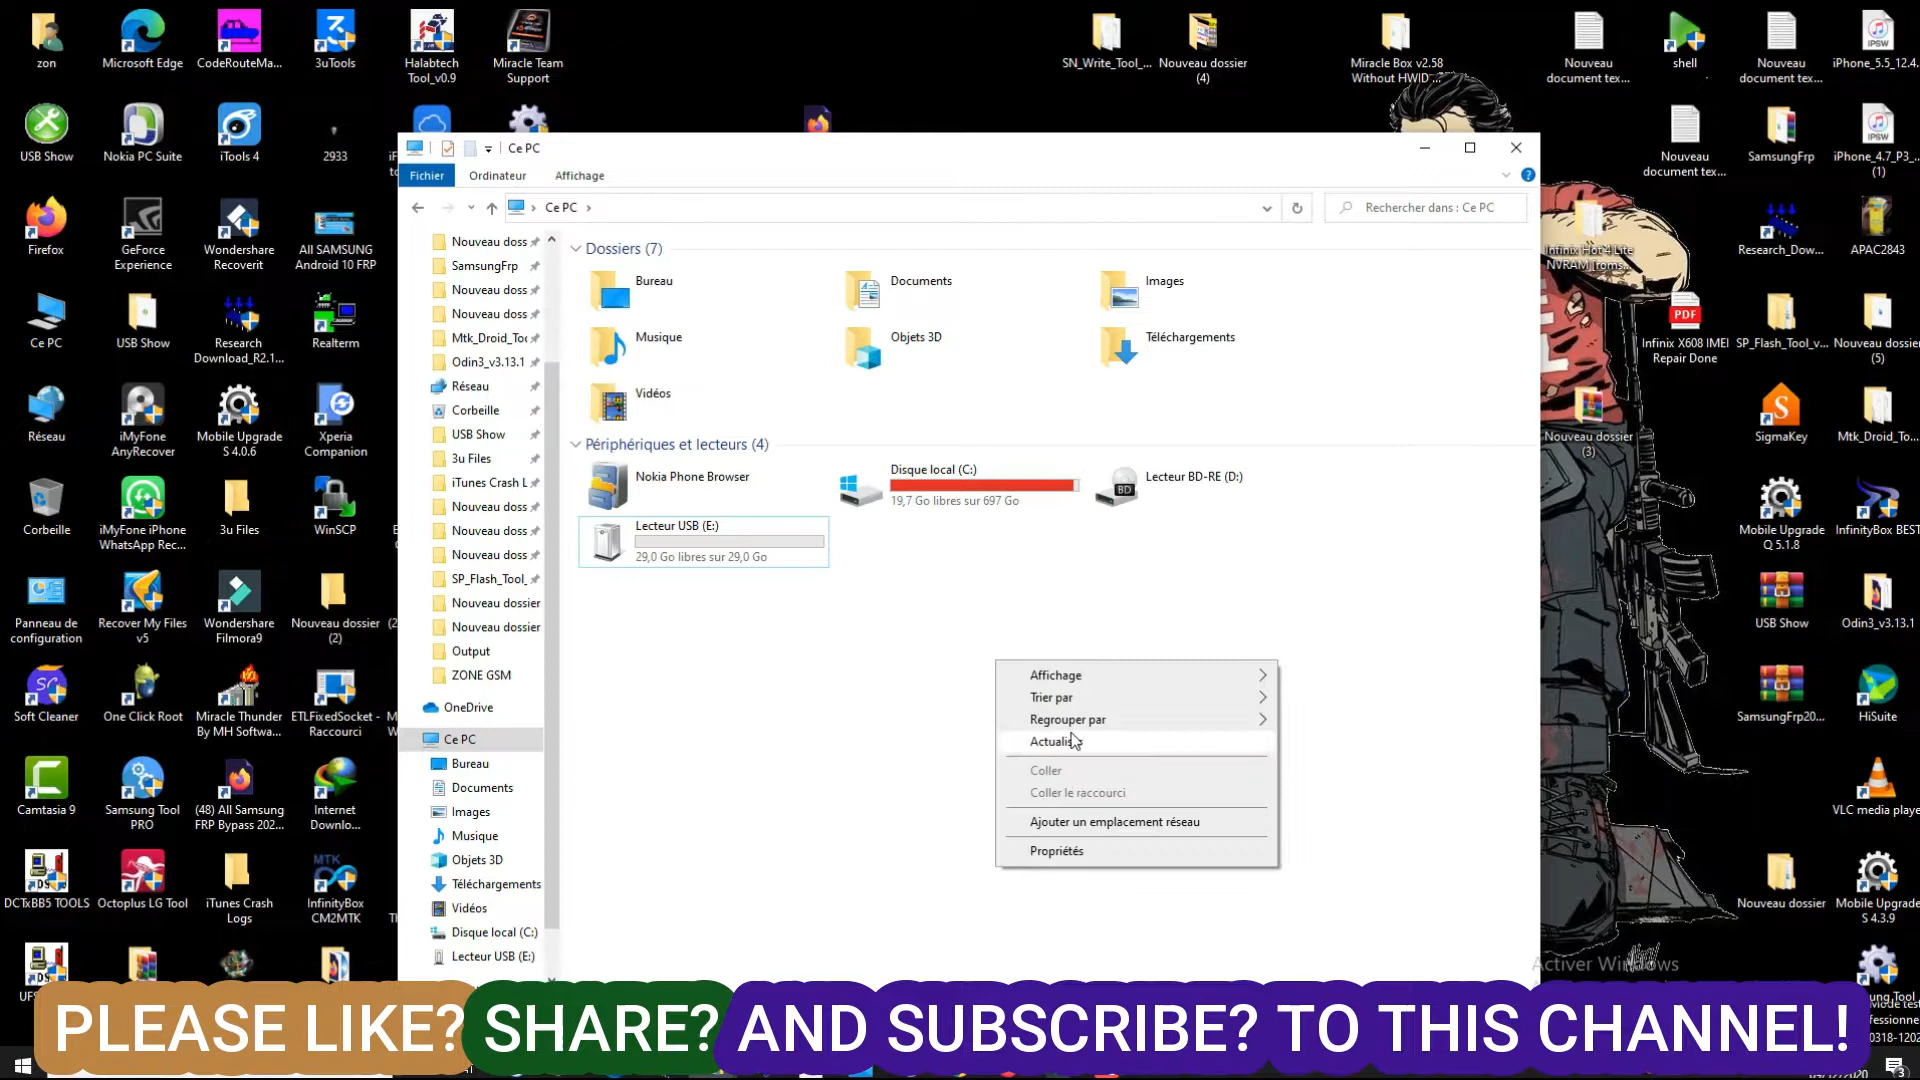 zon
Microsoft Edge
CodeRouteMa...
3uTools
Halabtech
Tool_v0.9
Miracle Team
Support
SN_Write_Tool_...
Nouveau dossier
(4)
Miracle Box v2.58
Without HWID ...
Nouveau
document tex...
shell
Nouveau
document tex...
iPhone_5.5_12.4.
USB Show
Nokia PC Suite
iTools 4
2933
Nouveau
document tex...
SamsungFrp
iPhone_4.7_P3_...
(1)
Ce PC
Fichier
Ordinateur
Affichage
Ce PC
Rechercher dans : Ce PC
Firefox
GeForce
Experience
Wondershare
Recoverit
All SAMSUNG
Android 10 FRP
Infinix Hot 4 Lite
NVRAM [roms...
Research_Dow...
APAC2843
Nouveau doss
SamsungFrp
Nouveau doss
Nouveau doss
Mtk_Droid_Too
Odin3_v3.13.1
Réseau
Corbeille
USB Show
3u Files
iTunes Crash L
Nouveau doss
Nouveau doss
Nouveau doss
SP_Flash_Tool_
Nouveau dossier
Nouveau dossier
Output
ZONE GSM
OneDrive
Ce PC
Bureau
Documents
Images
Musique
Objets 3D
Téléchargements
Vidéos
Disque local (C:)
Lecteur USB (E:)
Dossiers (7)
Bureau
Documents
Images
Musique
Objets 3D
Téléchargements
Vidéos
Périphériques et lecteurs (4)
Nokia Phone Browser
Disque local (C:)
19,7 Go libres sur 697 Go
Lecteur BD-RE (D:)
BD
Lecteur USB (E:)
29,0 Go libres sur 29,0 Go
Affichage
Trier par
Regrouper par
Actualis
Coller
Coller le raccourci
Ajouter un emplacement réseau
Propriétés
Ce PC
USB Show
Research
Download_R2.1...
Realterm
PDF
Infinix X608 IMEI
Repair Done
SP_Flash_Tool_v...
Nouveau dossier
(5)
Réseau
iMyFone
AnyRecover
Mobile Upgrade
S 4.0.6
Xperia
Companion
Nouveau dossier
(3)
SigmaKey
Mtk_Droid_To...
Corbeille
iMyFone iPhone
WhatsApp Rec...
3u Files
WinSCP
Mobile Upgrade
Q 5.1.8
InfinityBox BEST
Panneau de
configuration
Recover My Files
v5
Wondershare
Filmora9
Nouveau dossier
(2)
USB Show
Odin3_v3.13.1
Soft Cleaner
One Click Root
Miracle Thunder
By MH Softwa...
ETLFixedSocket -
Raccourci
SamsungFrp20...
HiSuite
Camtasia 9
Samsung Tool
PRO
(48) All Samsung
FRP Bypass 202...
Internet
Downlo...
VLC media playe
DCTxBB5 TOOLS
Octoplus LG Tool
iTunes Crash
Logs
MTK
InfinityBox
CM2MTK
Nouveau dossier
Mobile Upgrade
S 4.3.9
Activer Windows
PLEASE LIKE? SHARE? AND SUBSCRIBE? TO THIS CHANNEL!